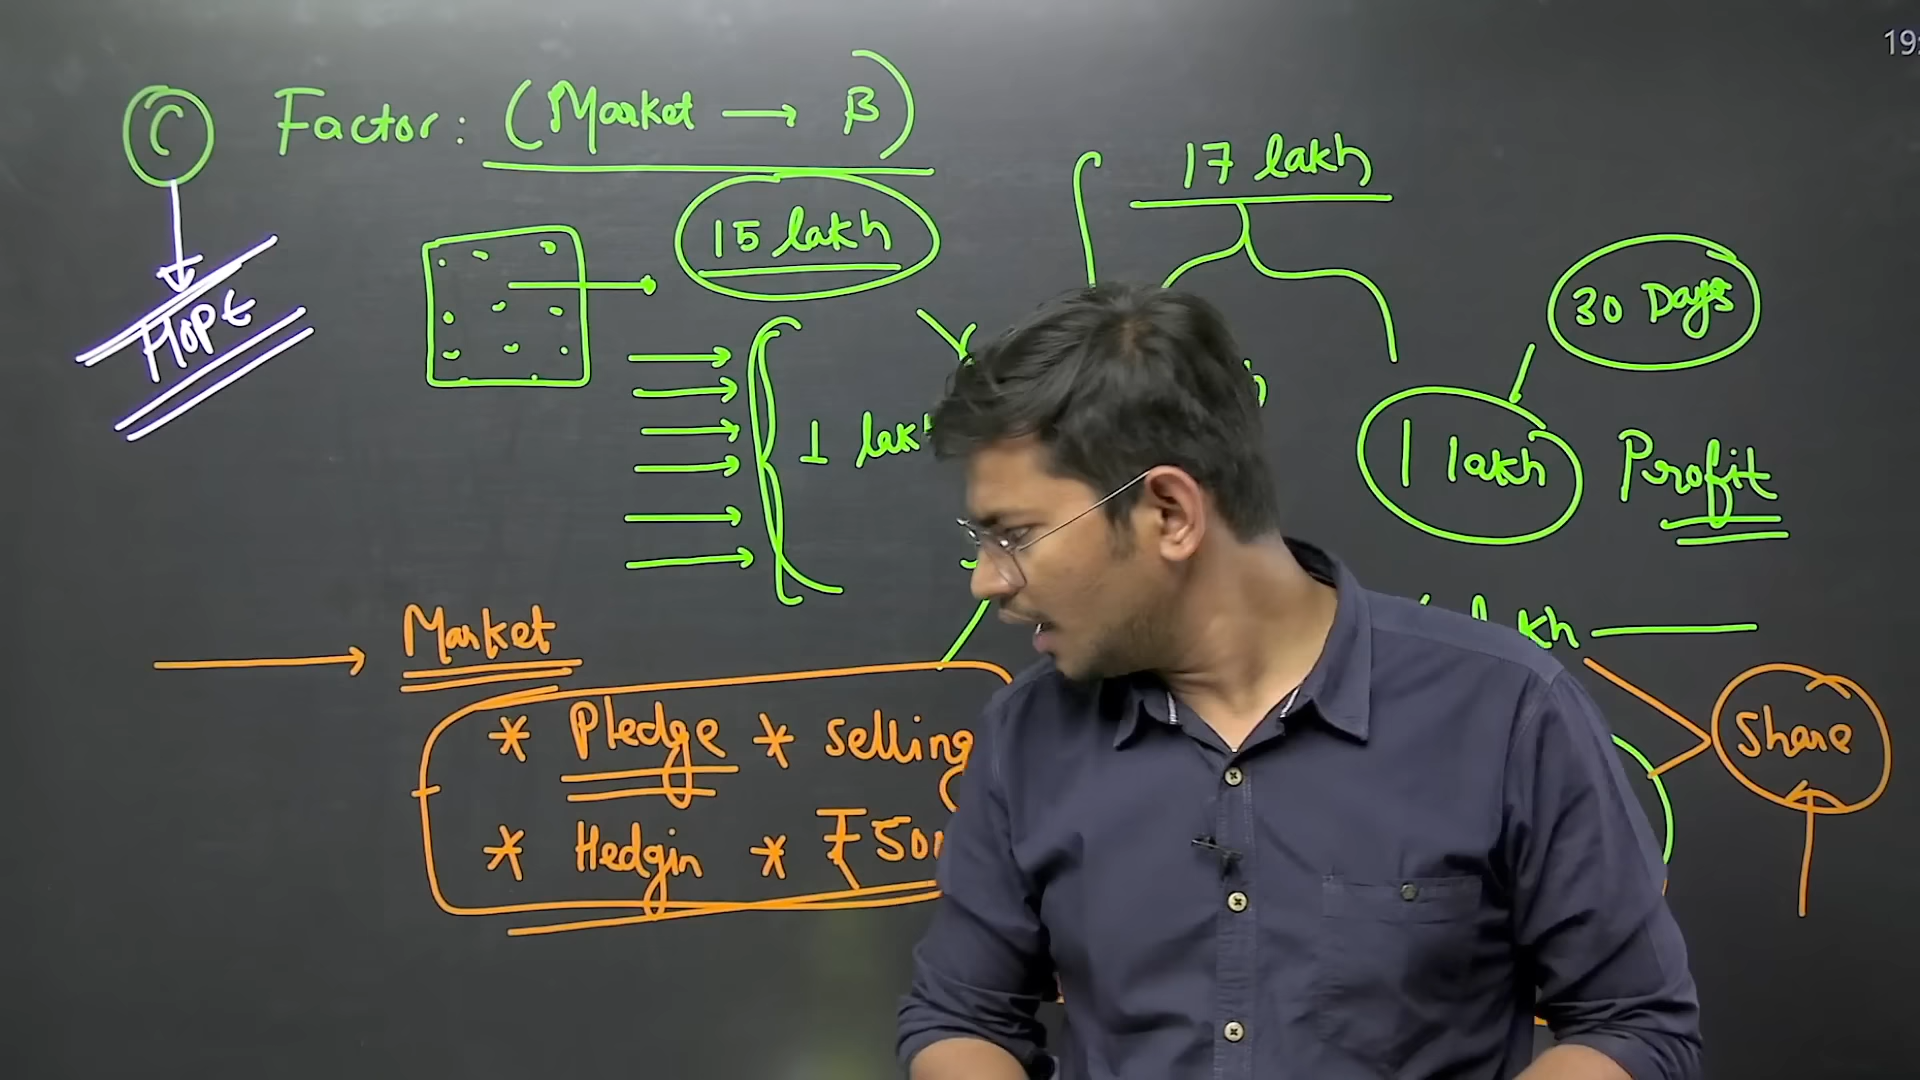 C Factor: (Market → β)
Hope
15 lakh
17 lakh
30 Days
1 lakh
1 lakh Profit
Market
* Pledge * selling
* Hedgin * ₹50
Share